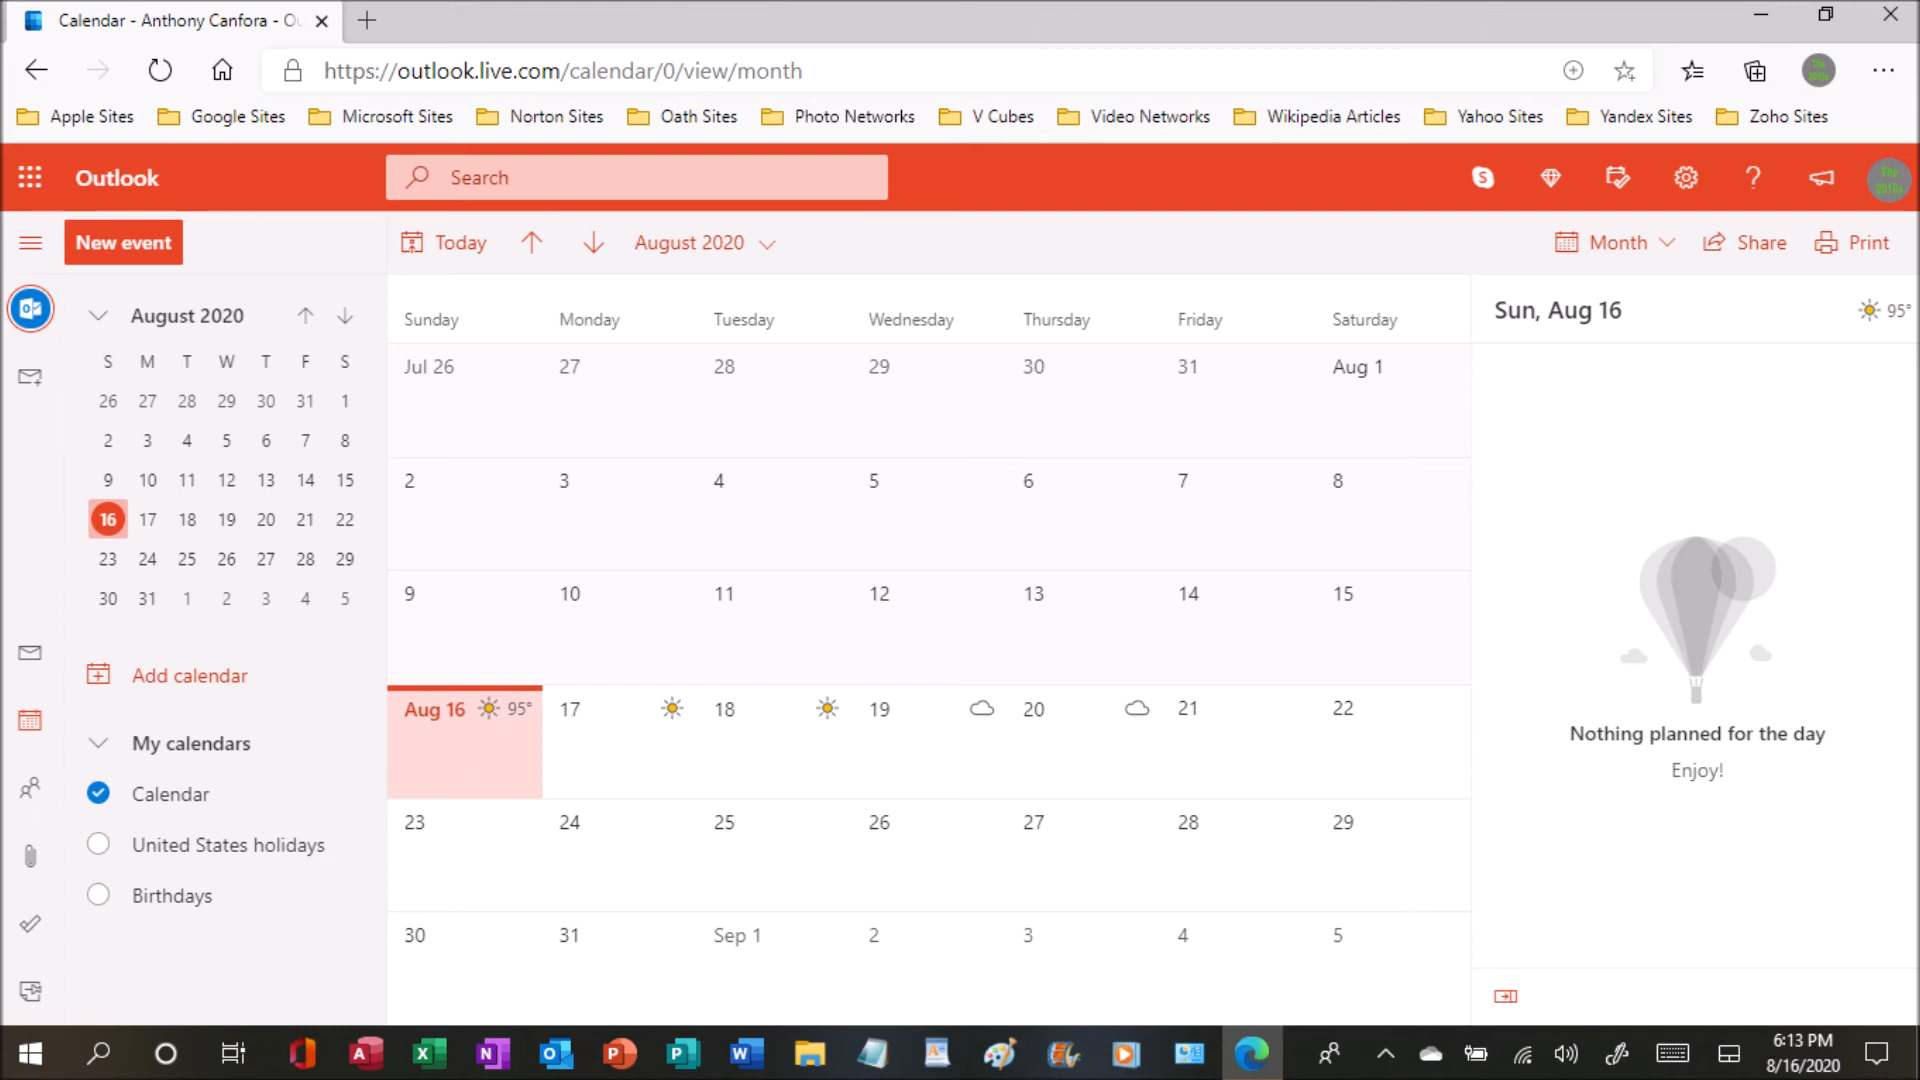 Calendar - Anthony Canfora - Ou
https://outlook.live.com/calendar/0/view/month
Apple Sites Google Sites Microsoft Sites Norton Sites Oath Sites Photo Networks V Cubes Video Networks Wikipedia Articles Yahoo Sites Yandex Sites Zoho Sites
Outlook Search The 2010s
New event Today August 2020 Month Share Print
August 2020
S M T W T F S
26 27 28 29 30 31 1
2 3 4 5 6 7 8
9 10 11 12 13 14 15
16 17 18 19 20 21 22
23 24 25 26 27 28 29
30 31 1 2 3 4 5
Add calendar
My calendars
Calendar
United States holidays
Birthdays
Sunday Monday Tuesday Wednesday Thursday Friday Saturday
Jul 26 27 28 29 30 31 Aug 1
2 3 4 5 6 7 8
9 10 11 12 13 14 15
Aug 16 95° 17 18 19 20 21 22
23 24 25 26 27 28 29
30 31 Sep 1 2 3 4 5
Sun, Aug 16 95°
Nothing planned for the day
Enjoy!
6:13 PM
8/16/2020